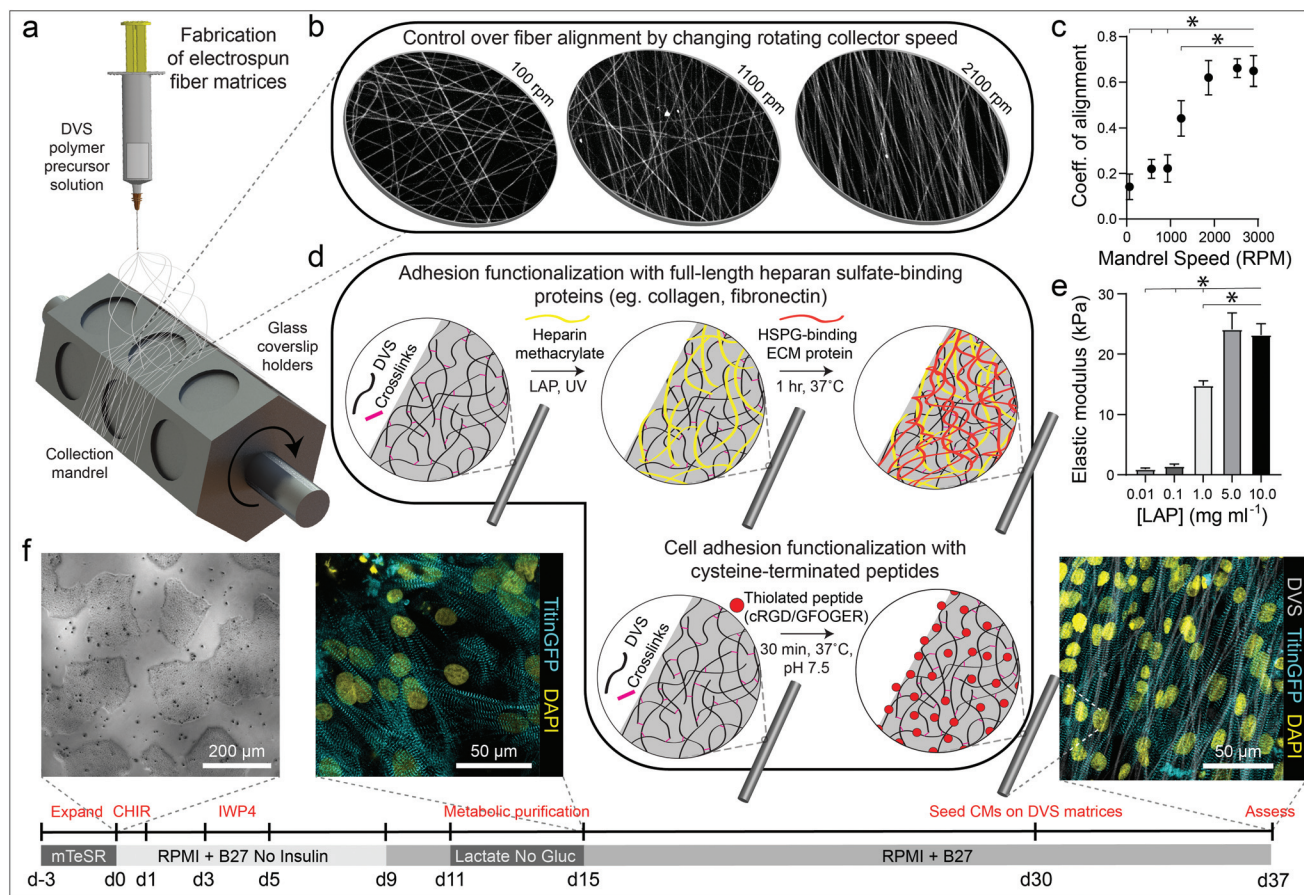 a
Fabrication
of electrospun
fiber matrices
DVS
polymer
precursor
solution
Glass
coverslip
holders
Collection
mandrel
b
Control over fiber alignment by changing rotating collector speed
100 rpm
1100 rpm
2100 rpm
c
*
*
Coeff. of alignment
0.8
0.6
0.4
0.2
0.0
0
1000
2000
3000
Mandrel Speed (RPM)
d
Adhesion functionalization with full-length heparan sulfate-binding
proteins (eg. collagen, fibronectin)
DVS
Crosslinks
Heparin
methacrylate
LAP, UV
HSPG-binding
ECM protein
1 hr, 37˚C
Cell adhesion functionalization with
cysteine-terminated peptides
DVS
Crosslinks
Thiolated peptide
(cRGD/GFOGER)
30 min, 37˚C,
pH 7.5
e
*
*
Elastic modulus (kPa)
30
20
10
0
0.01
0.1
1.0
5.0
10.0
[LAP] (mg ml⁻¹)
f
200 µm
50 µm
TitinGFP DAPI
50 µm
DVS TitinGFP DAPI
Expand
CHIR
IWP4
Metabolic purification
Seed CMs on DVS matrices
Assess
mTeSR
RPMI + B27 No Insulin
Lactate No Gluc
RPMI + B27
d-3
d0
d1
d3
d5
d9
d11
d15
d30
d37